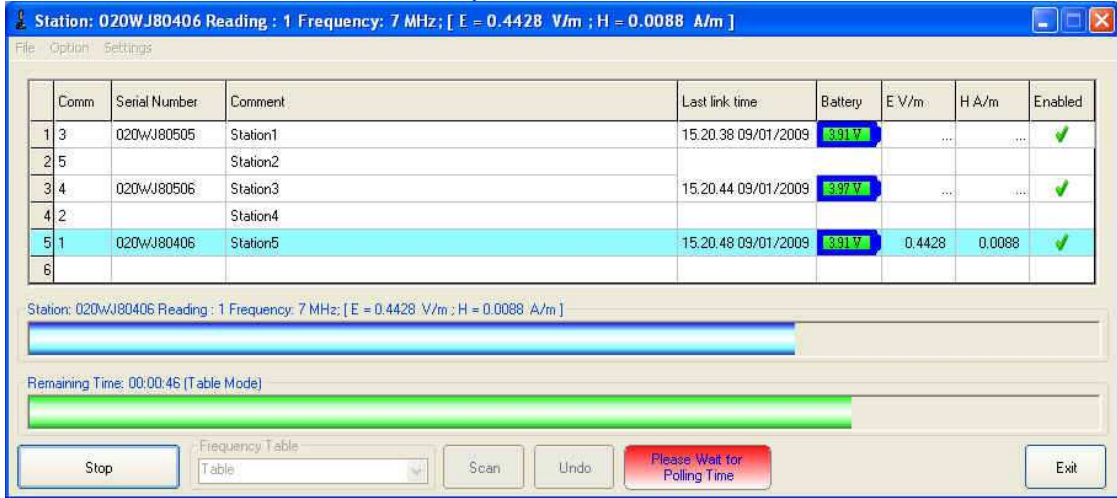 Station: 020WJ80406 Reading : 1 Frequency: 7 MHz; [ E = 0.4428 V/m ; H = 0.0088 A/m ]
File Option Settings
Comm Serial Number Comment Last link time Battery E V/m H A/m Enabled
1 3 020WJ80505 Station1 15.20.38 09/01/2009 3.91 V ... ...
2 5 Station2
3 4 020WJ80506 Station3 15.20.44 09/01/2009 3.97 V ... ...
4 2 Station4
5 1 020WJ80406 Station5 15.20.48 09/01/2009 3.91 V 0.4428 0.0088
6
Station: 020WJ80406 Reading : 1 Frequency: 7 MHz; [ E = 0.4428 V/m ; H = 0.0088 A/m ]
Remaining Time: 00:00:46 (Table Mode)
Frequency Table
Stop Table Scan Undo Please Wait for Exit
Polling Time